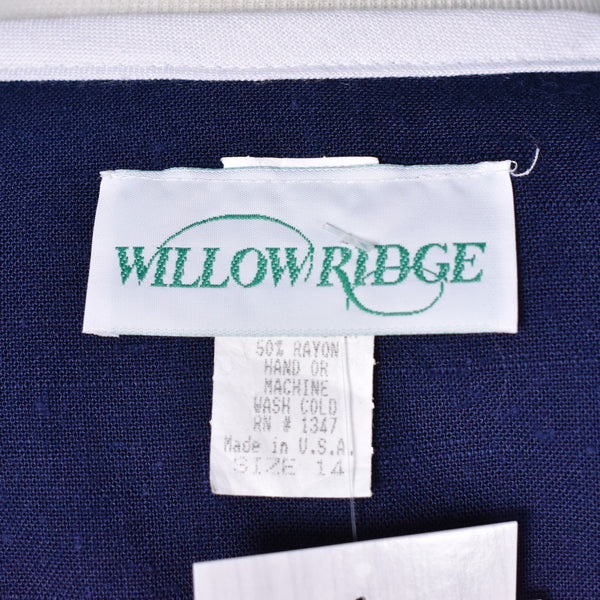 WILLOW RIDGE
50% RAYON
HAND OR
MACHINE
WASH COLD
RN # 1347
Made in U.S.A.
SIZE 14